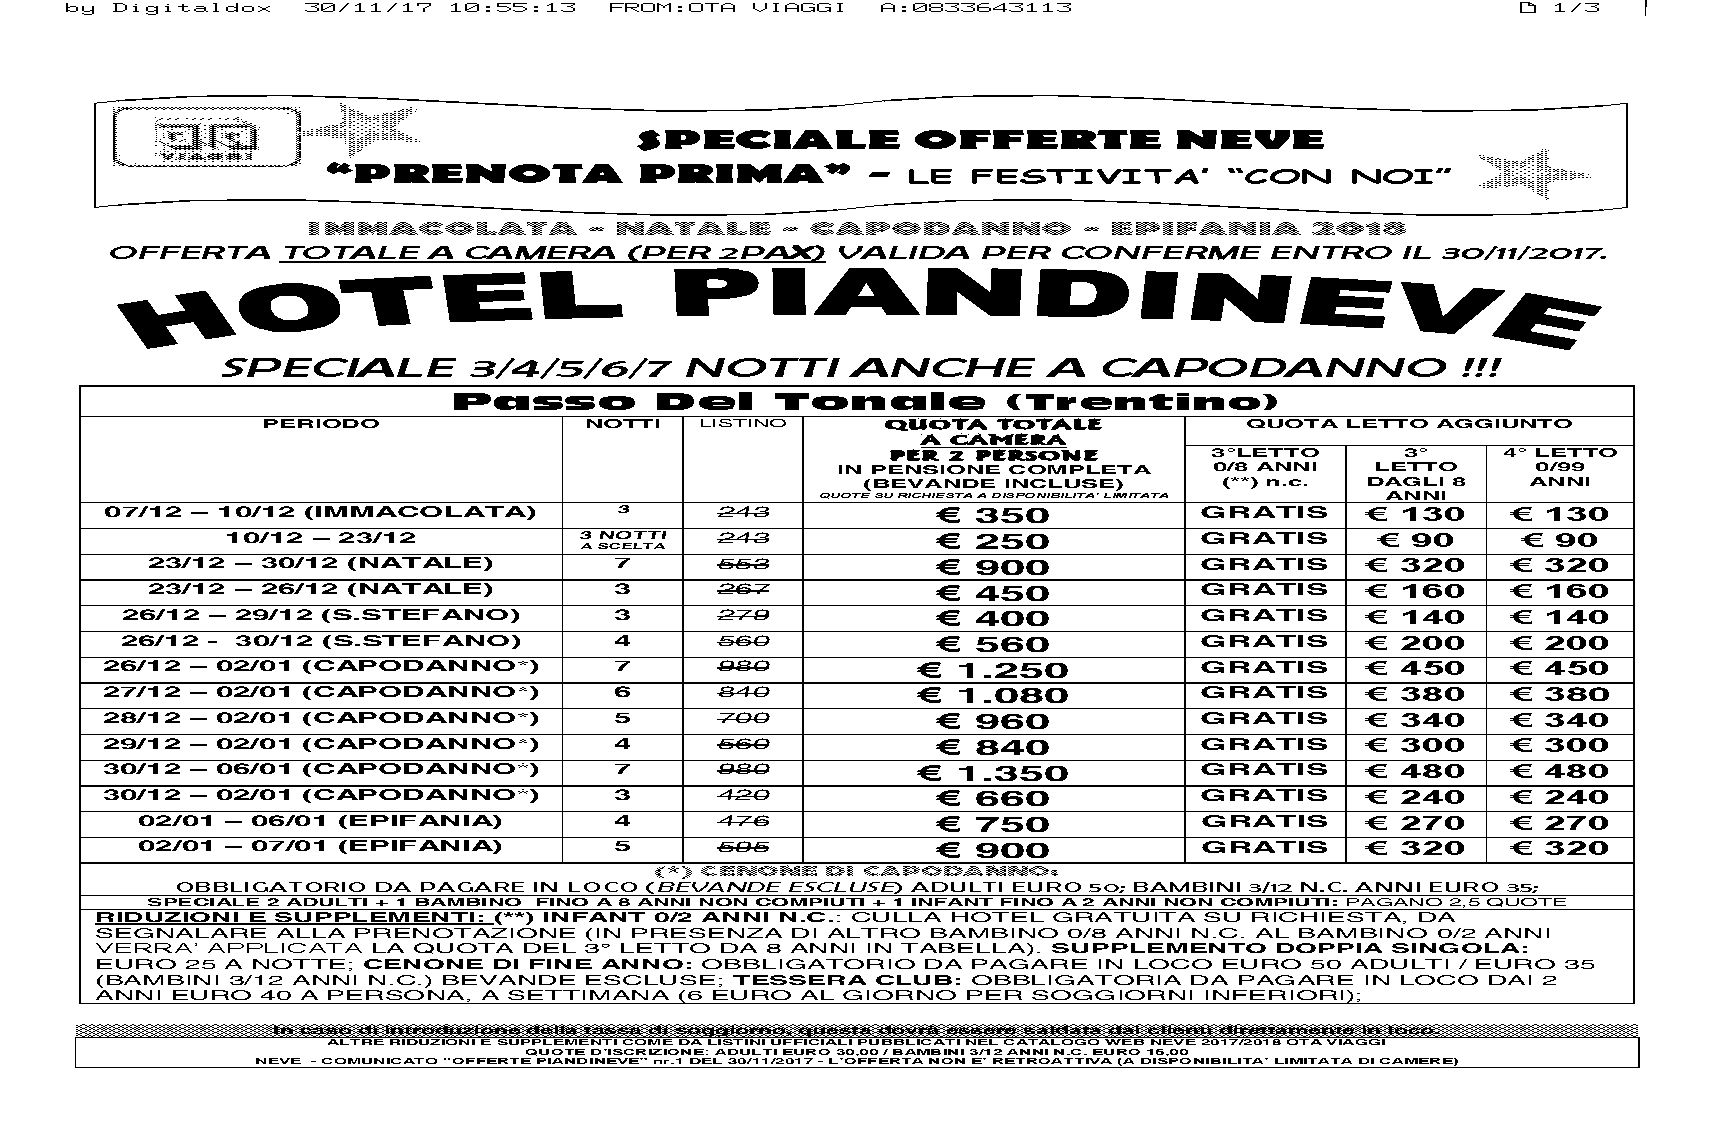 by Digitaldox 30/11/17 10:55:13 FROM:OTA VIAGGI A:0833643113 1/3
VIAGGI
SPECIALE OFFERTE NEVE
“PRENOTA PRIMA” – LE FESTIVITA’ “CON NOI”
IMMACOLATA - NATALE - CAPODANNO - EPIFANIA 2018
OFFERTA TOTALE A CAMERA (PER 2PAX) VALIDA PER CONFERME ENTRO IL 30/11/2017.
HOTEL PIANDINEVE
SPECIALE 3/4/5/6/7 NOTTI ANCHE A CAPODANNO !!!
Passo Del Tonale (Trentino)
PERIODO NOTTI LISTINO QUOTA TOTALE QUOTA LETTO AGGIUNTO
A CAMERA
PER 2 PERSONE
IN PENSIONE COMPLETA
(BEVANDE INCLUSE)
QUOTE SU RICHIESTA A DISPONIBILITA’ LIMITATA
3°LETTO
0/8 ANNI
(**) n.c.
3°
LETTO
DAGLI 8
ANNI
4° LETTO
0/99
ANNI
07/12 – 10/12 (IMMACOLATA) 3 243 € 350 GRATIS € 130 € 130
10/12 – 23/12 3 NOTTI A SCELTA 243 € 250 GRATIS € 90 € 90
23/12 – 30/12 (NATALE) 7 553 € 900 GRATIS € 320 € 320
23/12 – 26/12 (NATALE) 3 267 € 450 GRATIS € 160 € 160
26/12 – 29/12 (S.STEFANO) 3 279 € 400 GRATIS € 140 € 140
26/12 - 30/12 (S.STEFANO) 4 560 € 560 GRATIS € 200 € 200
26/12 – 02/01 (CAPODANNO*) 7 980 € 1.250 GRATIS € 450 € 450
27/12 – 02/01 (CAPODANNO*) 6 840 € 1.080 GRATIS € 380 € 380
28/12 – 02/01 (CAPODANNO*) 5 700 € 960 GRATIS € 340 € 340
29/12 – 02/01 (CAPODANNO*) 4 560 € 840 GRATIS € 300 € 300
30/12 – 06/01 (CAPODANNO*) 7 980 € 1.350 GRATIS € 480 € 480
30/12 – 02/01 (CAPODANNO*) 3 420 € 660 GRATIS € 240 € 240
02/01 – 06/01 (EPIFANIA) 4 476 € 750 GRATIS € 270 € 270
02/01 – 07/01 (EPIFANIA) 5 595 € 900 GRATIS € 320 € 320
(*) CENONE DI CAPODANNO:
OBBLIGATORIO DA PAGARE IN LOCO (BEVANDE ESCLUSE) ADULTI EURO 50; BAMBINI 3/12 N.C. ANNI EURO 35;
SPECIALE 2 ADULTI + 1 BAMBINO FINO A 8 ANNI NON COMPIUTI + 1 INFANT FINO A 2 ANNI NON COMPIUTI: PAGANO 2,5 QUOTE
RIDUZIONI E SUPPLEMENTI: (**) INFANT 0/2 ANNI N.C.: CULLA HOTEL GRATUITA SU RICHIESTA, DA
SEGNALARE ALLA PRENOTAZIONE (IN PRESENZA DI ALTRO BAMBINO 0/8 ANNI N.C. AL BAMBINO 0/2 ANNI
VERRA’ APPLICATA LA QUOTA DEL 3° LETTO DA 8 ANNI IN TABELLA). SUPPLEMENTO DOPPIA SINGOLA:
EURO 25 A NOTTE; CENONE DI FINE ANNO: OBBLIGATORIO DA PAGARE IN LOCO EURO 50 ADULTI / EURO 35
(BAMBINI 3/12 ANNI N.C.) BEVANDE ESCLUSE; TESSERA CLUB: OBBLIGATORIA DA PAGARE IN LOCO DAI 2
ANNI EURO 40 A PERSONA, A SETTIMANA (6 EURO AL GIORNO PER SOGGIORNI INFERIORI);
In caso di introduzione della tassa di soggiorno, questa dovrà essere saldata dai clienti direttamente in loco.
ALTRE RIDUZIONI E SUPPLEMENTI COME DA LISTINI UFFICIALI PUBBLICATI NEL CATALOGO WEB NEVE 2017/2018 OTA VIAGGI
QUOTE D’ISCRIZIONE: ADULTI EURO 30,00 / BAMBINI 3/12 ANNI N.C. EURO 15,00
NEVE - COMUNICATO “OFFERTE PIANDINEVE” nr.1 DEL 30/11/2017 - L’OFFERTA NON E’ RETROATTIVA (A DISPONIBILITA’ LIMITATA DI CAMERE)